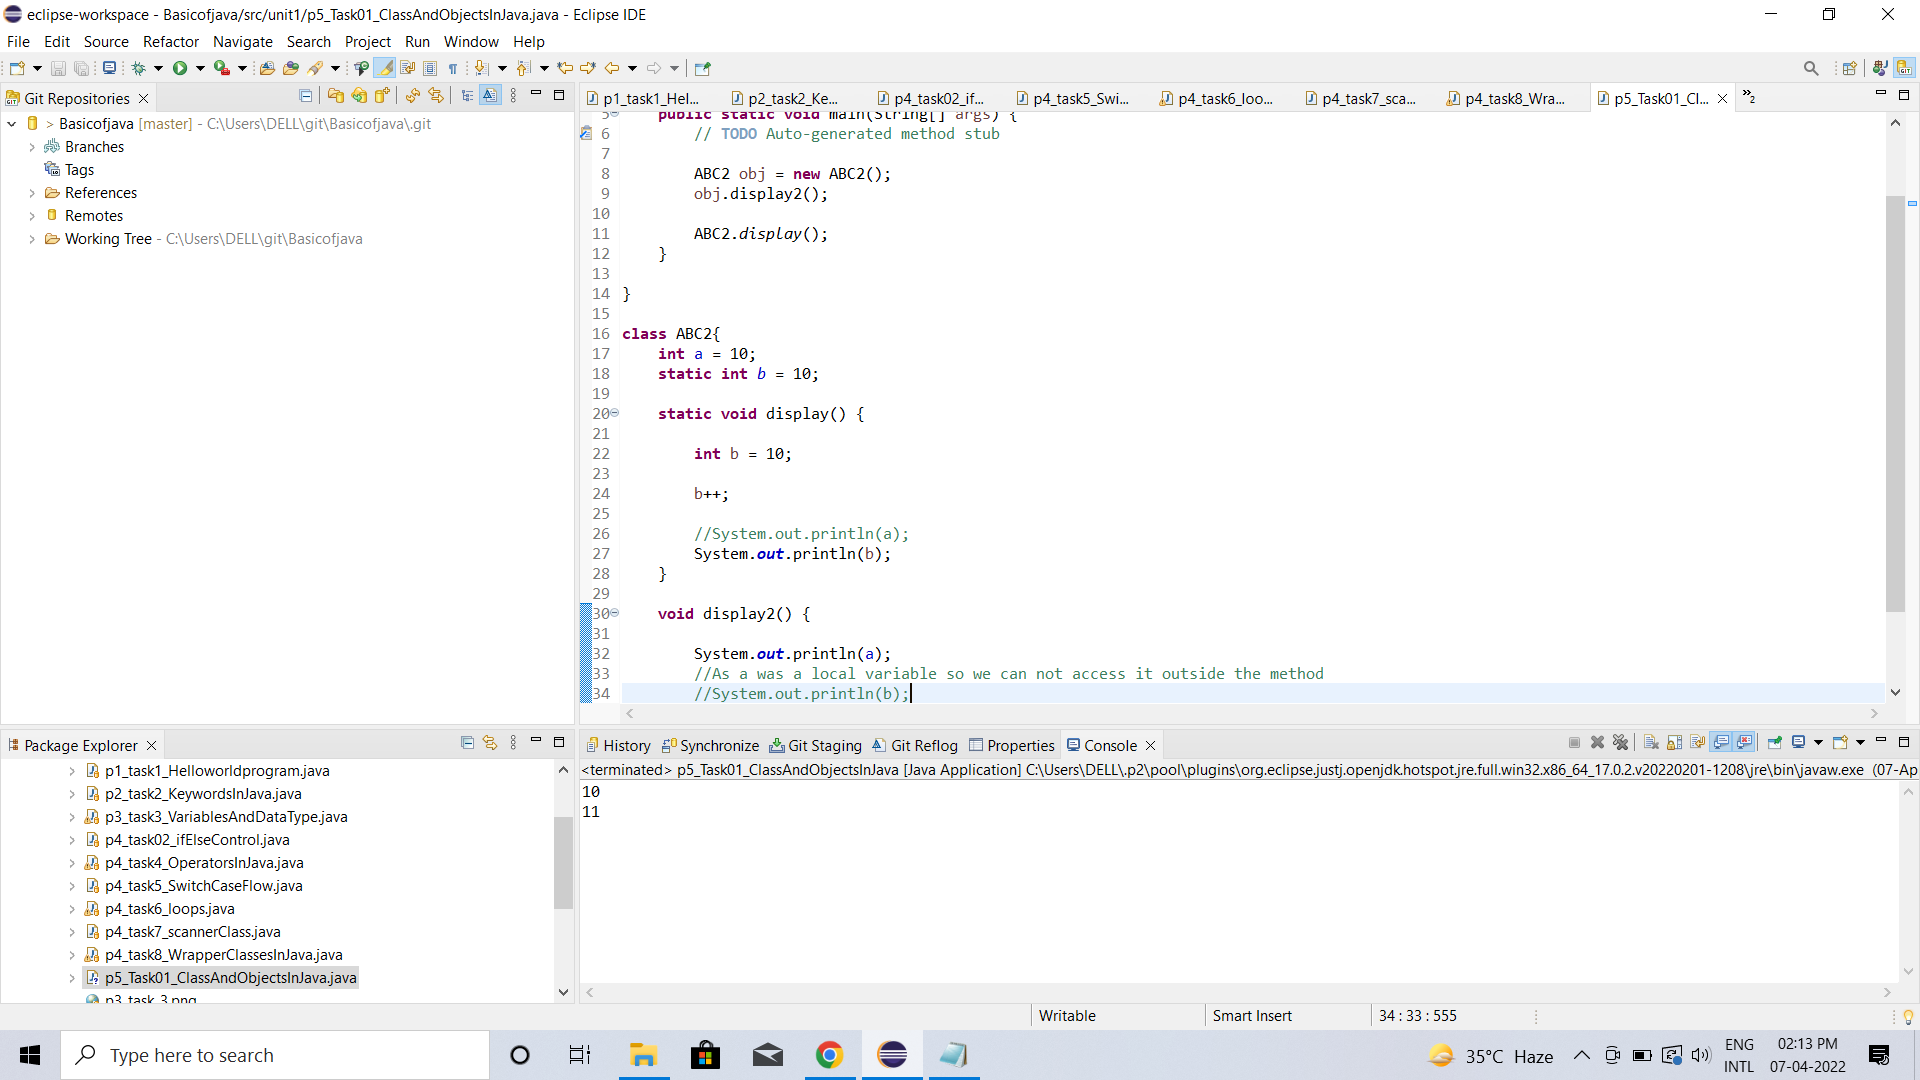 eclipse-workspace - Basicofjava/src/unit1/p5_Task01_ClassAndObjectsInJava.java - Eclipse IDE
File Edit Source Refactor Navigate Search Project Run Window Help
Git Repositories
> Basicofjava [master] - C:\Users\DELL\git\Basicofjava\.git
Branches
Tags
References
Remotes
Working Tree - C:\Users\DELL\git\Basicofjava
p1_task1_Hel... p2_task2_Ke... p4_task02_if... p4_task5_Swi... p4_task6_loo... p4_task7_sca... p4_task8_Wra... p5_Task01_Cl... »2
5 public static void main(String[] args) {
6 // TODO Auto-generated method stub
7
8 ABC2 obj = new ABC2();
9 obj.display2();
10
11 ABC2.display();
12 }
13
14 }
15
16 class ABC2{
17 int a = 10;
18 static int b = 10;
19
20 static void display() {
21
22 int b = 10;
23
24 b++;
25
26 //System.out.println(a);
27 System.out.println(b);
28 }
29
30 void display2() {
31
32 System.out.println(a);
33 //As a was a local variable so we can not access it outside the method
34 //System.out.println(b);
Package Explorer
p1_task1_Helloworldprogram.java
p2_task2_KeywordsInJava.java
p3_task3_VariablesAndDataType.java
p4_task02_ifElseControl.java
p4_task4_OperatorsInJava.java
p4_task5_SwitchCaseFlow.java
p4_task6_loops.java
p4_task7_scannerClass.java
p4_task8_WrapperClassesInJava.java
p5_Task01_ClassAndObjectsInJava.java
p3_task_3.png
History Synchronize Git Staging Git Reflog Properties Console
<terminated> p5_Task01_ClassAndObjectsInJava [Java Application] C:\Users\DELL\.p2\pool\plugins\org.eclipse.justj.openjdk.hotspot.jre.full.win32.x86_64_17.0.2.v20220201-1208\jre\bin\javaw.exe (07-Ap
10
11
Writable Smart Insert 34 : 33 : 555
Type here to search
35°C Haze
ENG
INTL
02:13 PM
07-04-2022